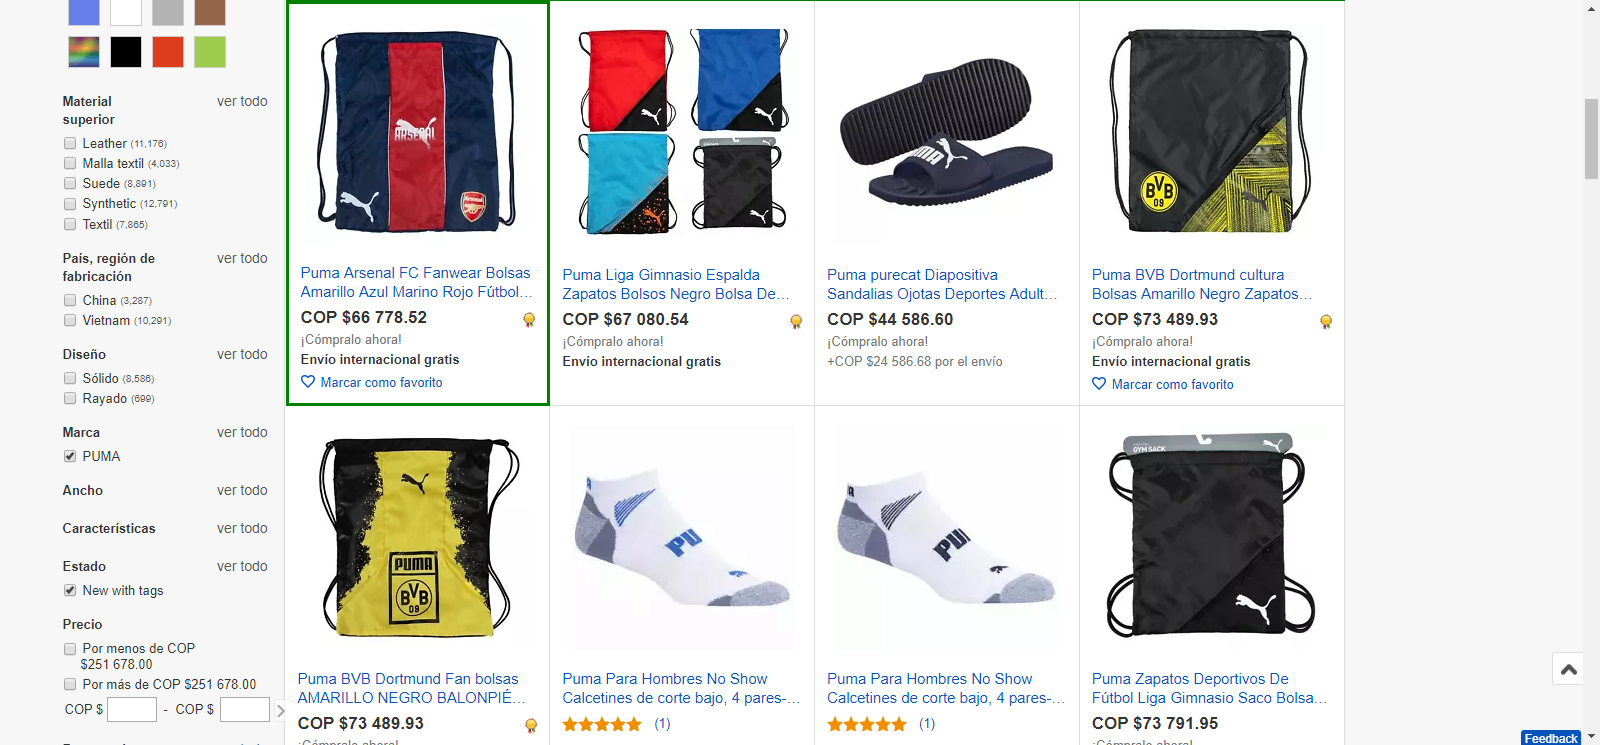 Material superior
ver todo
Leather (11,176)
Malla textil (4,033)
Suede (8,891)
Synthetic (12,791)
Textil (7,865)
País, región de fabricación
ver todo
China (3,287)
Vietnam (10,291)
Diseño
ver todo
Sólido (8,586)
Rayado (699)
Marca
ver todo
PUMA
Ancho
ver todo
Características
ver todo
Estado
ver todo
New with tags
Precio
Por menos de COP
$251 678.00
Por más de COP $251 678.00
COP $ - COP $
ARSENAL
Arsenal
Puma Arsenal FC Fanwear Bolsas
Amarillo Azul Marino Rojo Fútbol...
COP $66 778.52
¡Cómpralo ahora!
Envío internacional gratis
Marcar como favorito
Puma Liga Gimnasio Espalda
Zapatos Bolsos Negro Bolsa De...
COP $67 080.54
¡Cómpralo ahora!
Envío internacional gratis
PUMA
Puma purecat Diapositiva
Sandalias Ojotas Deportes Adult...
COP $44 586.60
¡Cómpralo ahora!
+COP $24 586.68 por el envío
BVB
09
Puma BVB Dortmund cultura
Bolsas Amarillo Negro Zapatos...
COP $73 489.93
¡Cómpralo ahora!
Envío internacional gratis
Marcar como favorito
PUMA
BVB
09
Puma BVB Dortmund Fan bolsas
AMARILLO NEGRO BALONPIÉ...
COP $73 489.93
¡Cómpralo ahora!
PU
Puma Para Hombres No Show
Calcetines de corte bajo, 4 pares-...
(1)
PU
Puma Para Hombres No Show
Calcetines de corte bajo, 4 pares-...
(1)
GYM SACK
Puma Zapatos Deportivos De
Fútbol Liga Gimnasio Saco Bolsa...
COP $73 791.95
¡Cómpralo ahora!
Feedback